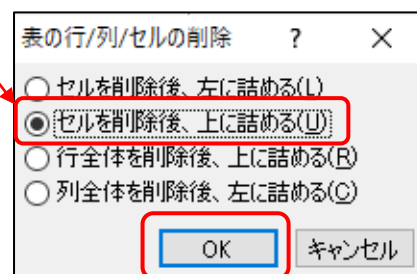 表の行/列/セルの削除 ? ×
セルを削除後、左に詰める(L)
セルを削除後、上に詰める(U)
行全体を削除後、上に詰める(R)
列全体を削除後、左に詰める(C)
OK キャンセル